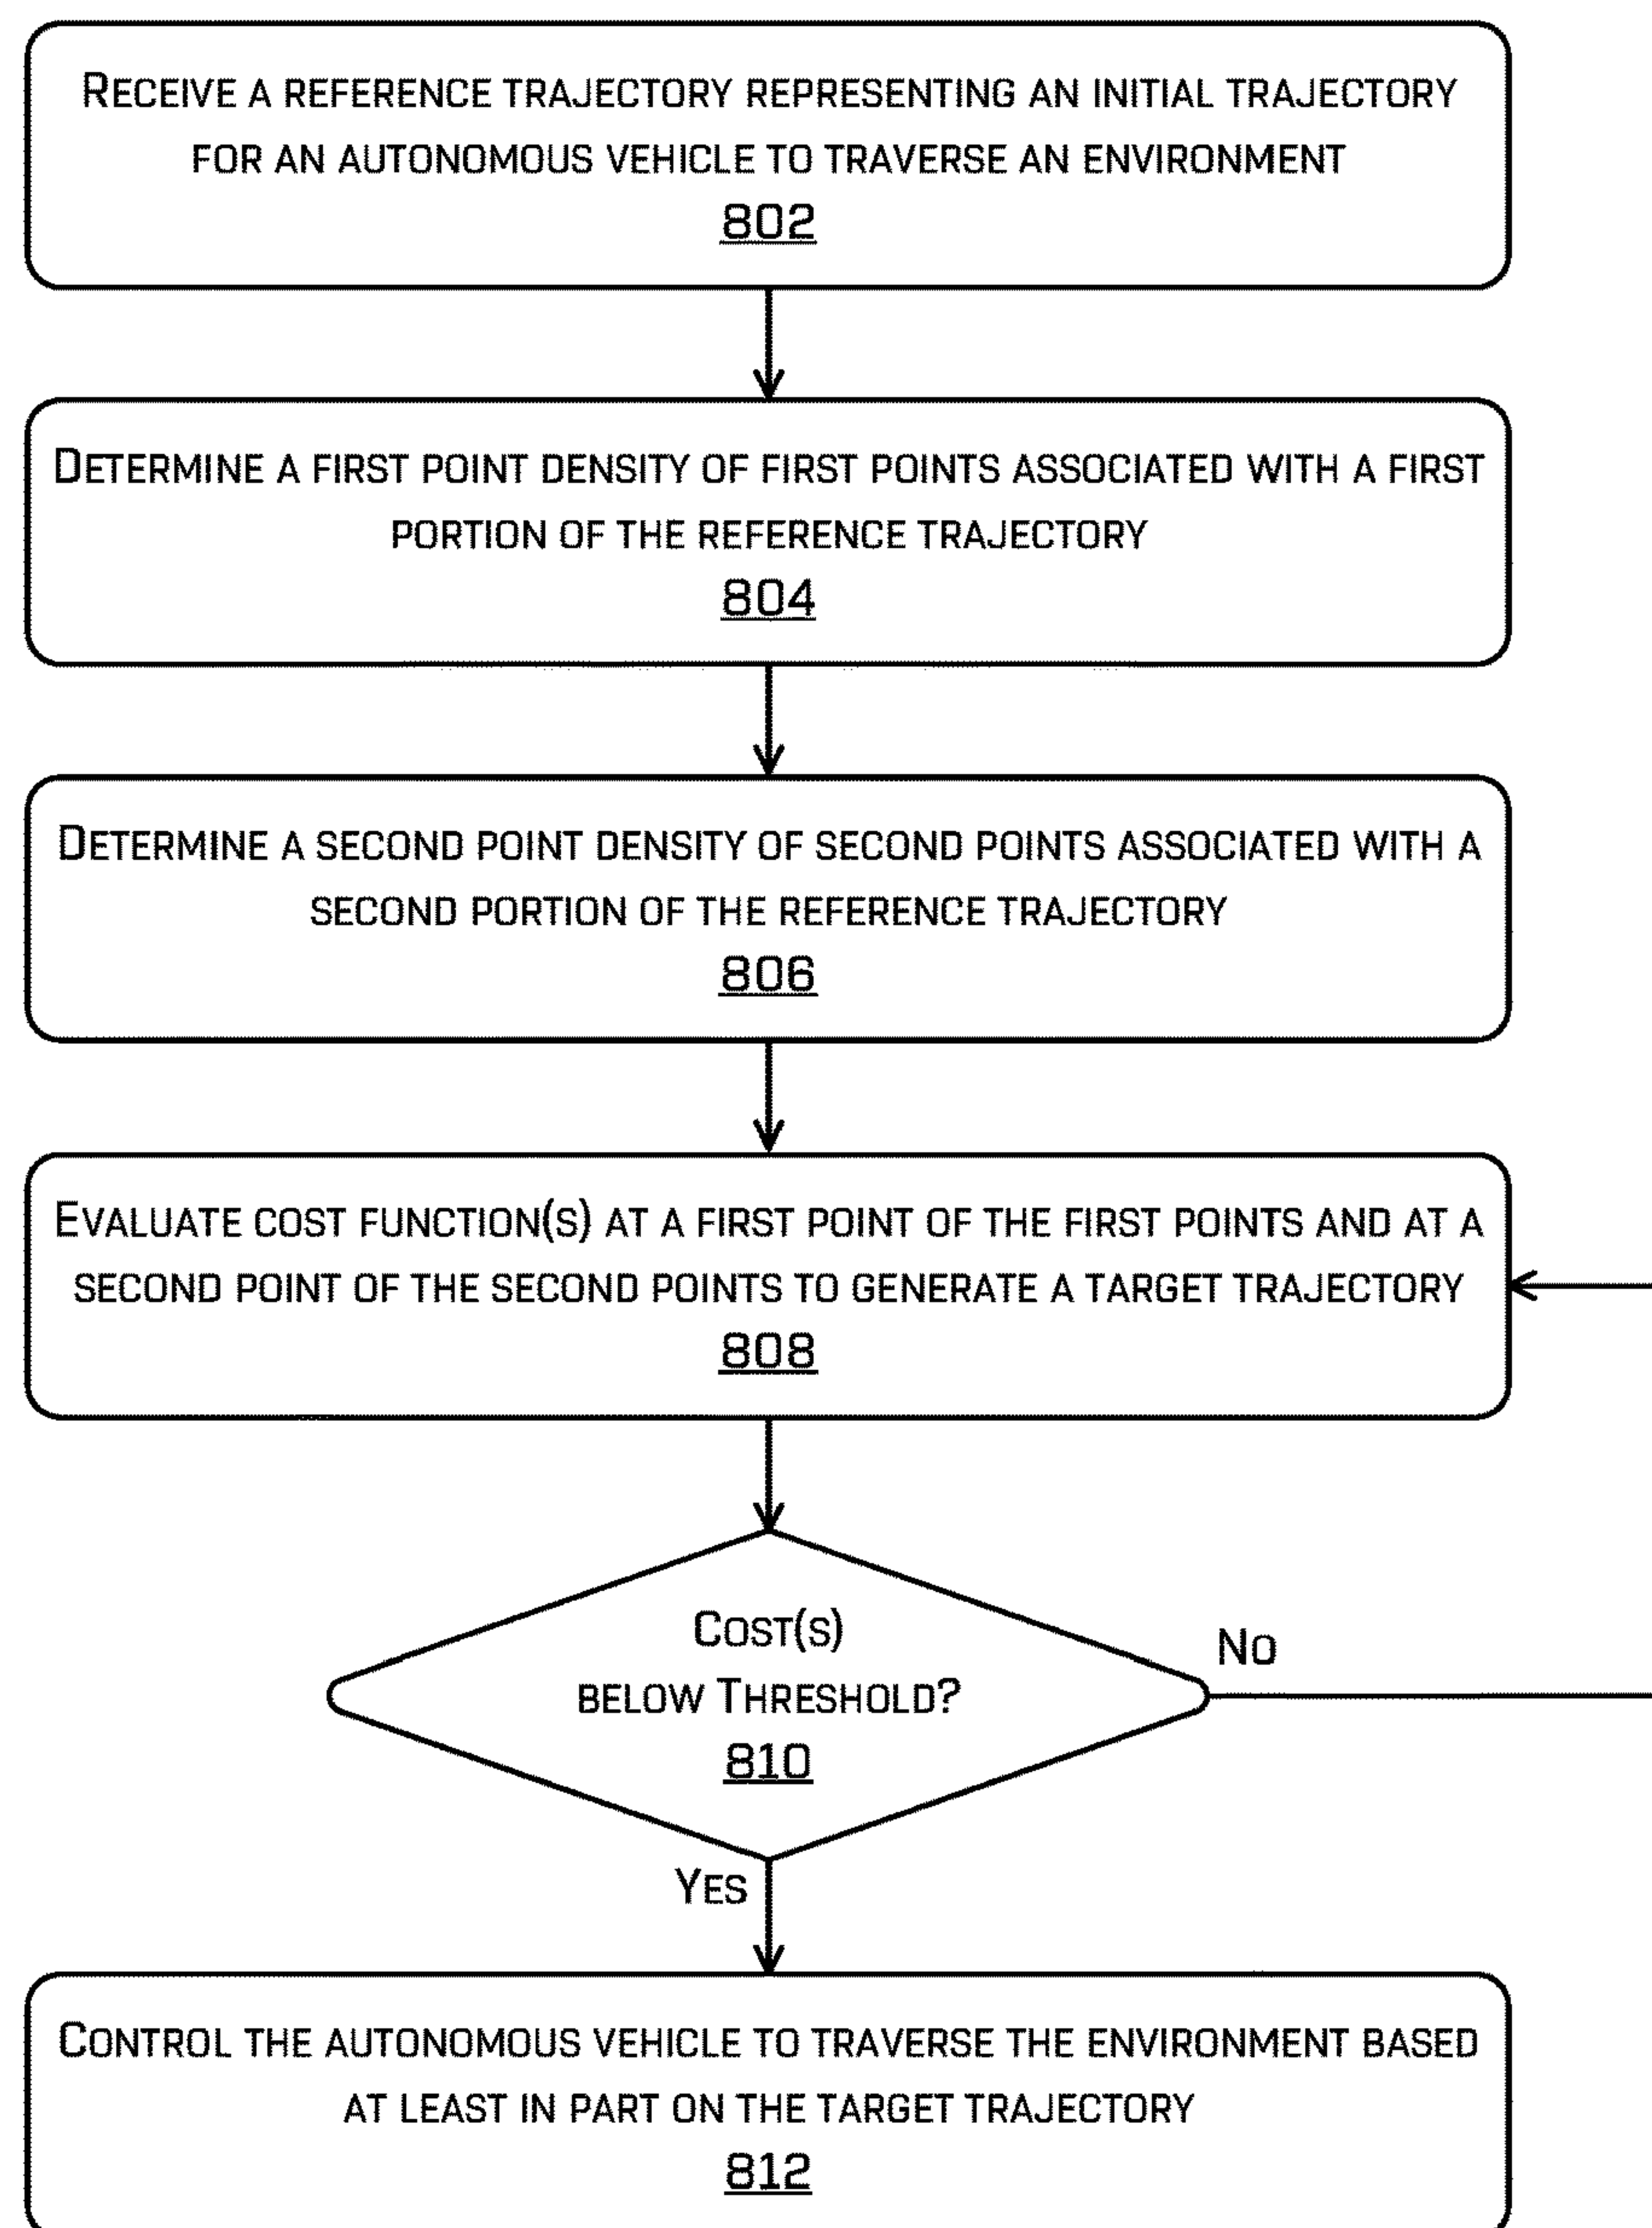 RECEIVE A REFERENCE TRAJECTORY REPRESENTING AN INITIAL TRAJECTORY
FOR AN AUTONOMOUS VEHICLE TO TRAVERSE AN ENVIRONMENT
802
DETERMINE A FIRST POINT DENSITY OF FIRST POINTS ASSOCIATED WITH A FIRST
PORTION OF THE REFERENCE TRAJECTORY
804
DETERMINE A SECOND POINT DENSITY OF SECOND POINTS ASSOCIATED WITH A
SECOND PORTION OF THE REFERENCE TRAJECTORY
806
EVALUATE COST FUNCTION(S) AT A FIRST POINT OF THE FIRST POINTS AND AT A
SECOND POINT OF THE SECOND POINTS TO GENERATE A TARGET TRAJECTORY
808
COST(S)
BELOW THRESHOLD?
810
NO
YES
CONTROL THE AUTONOMOUS VEHICLE TO TRAVERSE THE ENVIRONMENT BASED
AT LEAST IN PART ON THE TARGET TRAJECTORY
812